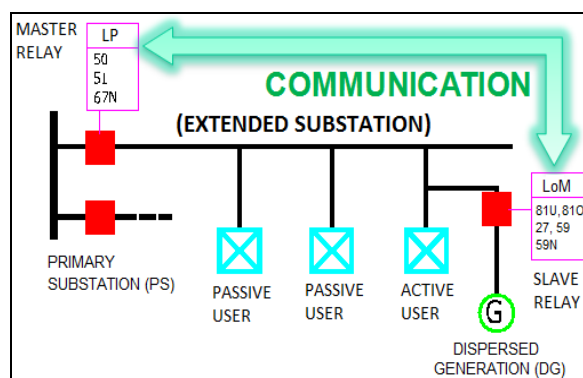 MASTER
RELAY
LP
50
51
67N
COMMUNICATION
(EXTENDED SUBSTATION)
LoM
81U,81O
27, 59
59N
SLAVE
RELAY
PRIMARY
SUBSTATION (PS)
PASSIVE
USER
PASSIVE
USER
ACTIVE
USER
G
DISPERSED
GENERATION (DG)